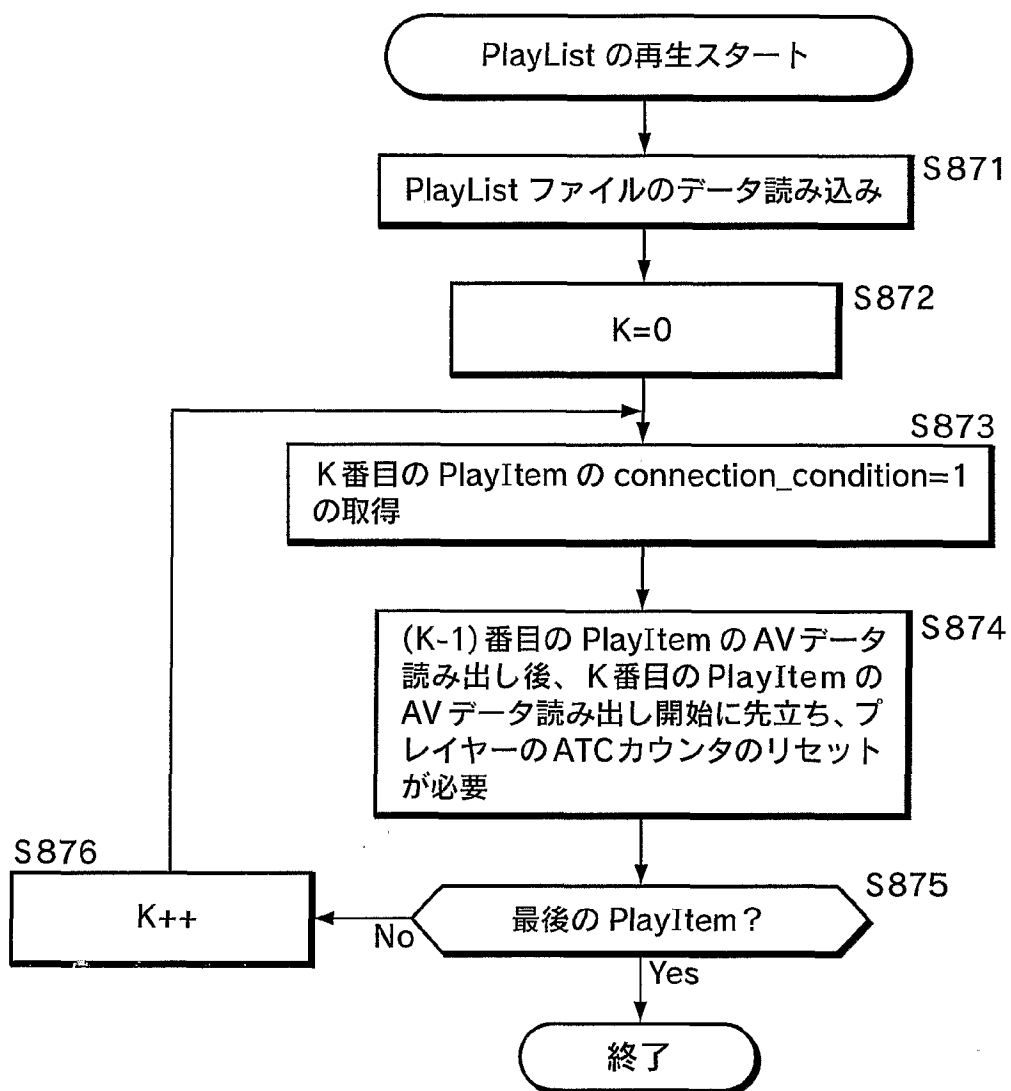 PlayList の再生スタート
S871
PlayList ファイルのデータ読み込み
S872
K=0
S873
K番目の PlayItem の connection_condition=1
の取得
S874
(K-1)番目の PlayItem の AVデータ
読み出し後、K番目の PlayItem の
AVデータ読み出し開始に先立ち、プ
レイヤーのATCカウンタのリセット
が必要
S875
最後の PlayItem？
No
S876
K++
Yes
終了